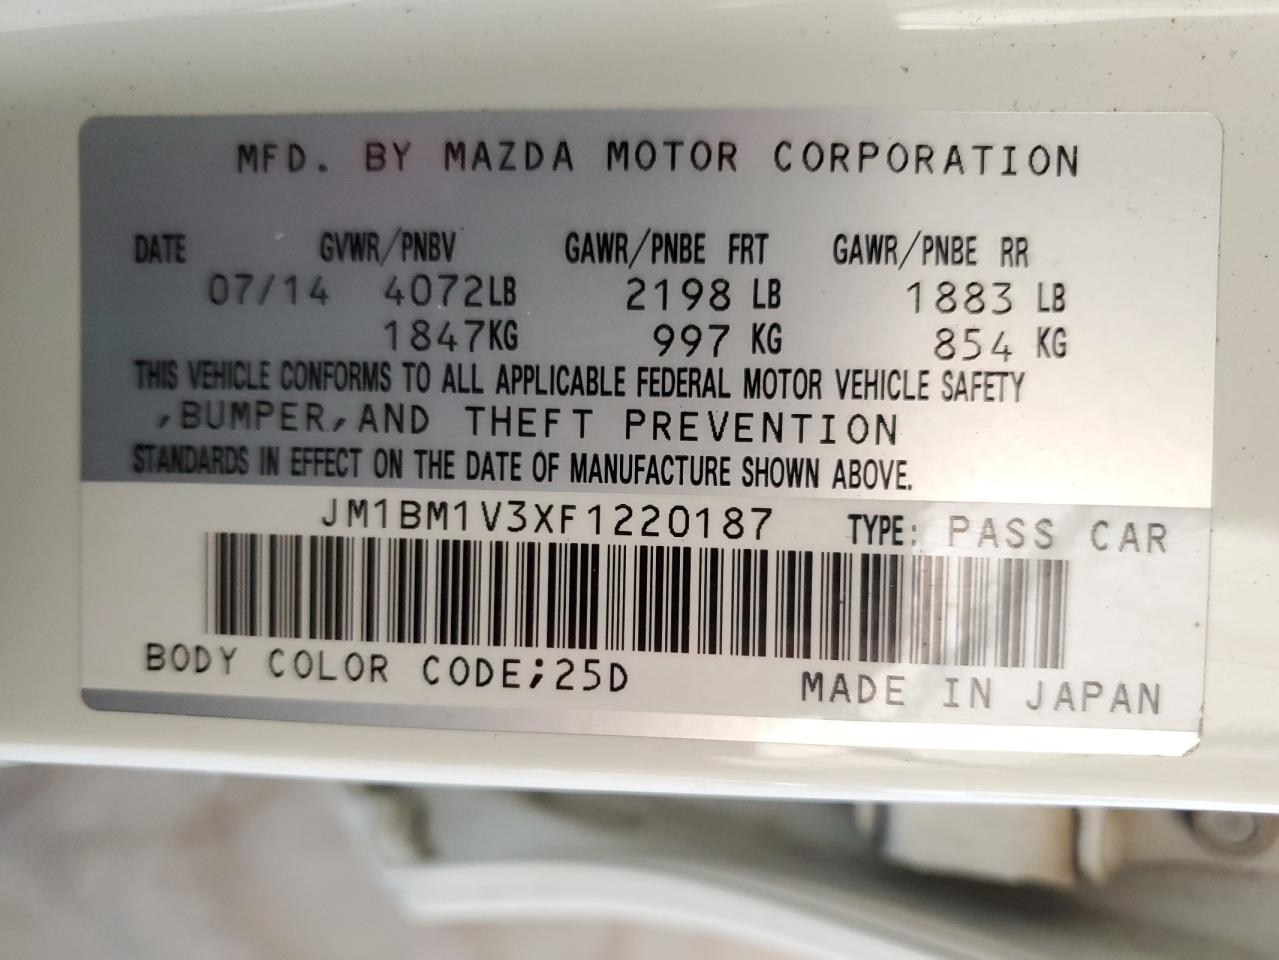 MFD. BY MAZDA MOTOR CORPORATION
DATE GVWR/PNBV GAWR/PNBE FRT GAWR/PNBE RR
07/14 4072LB 2198 LB 1883 LB
1847KG 997 KG 854 KG
THIS VEHICLE CONFORMS TO ALL APPLICABLE FEDERAL MOTOR VEHICLE SAFETY
,BUMPER,AND THEFT PREVENTION
STANDARDS IN EFFECT ON THE DATE OF MANUFACTURE SHOWN ABOVE.
JM1BM1V3XF1220187 TYPE: PASS CAR
BODY COLOR CODE;25D MADE IN JAPAN